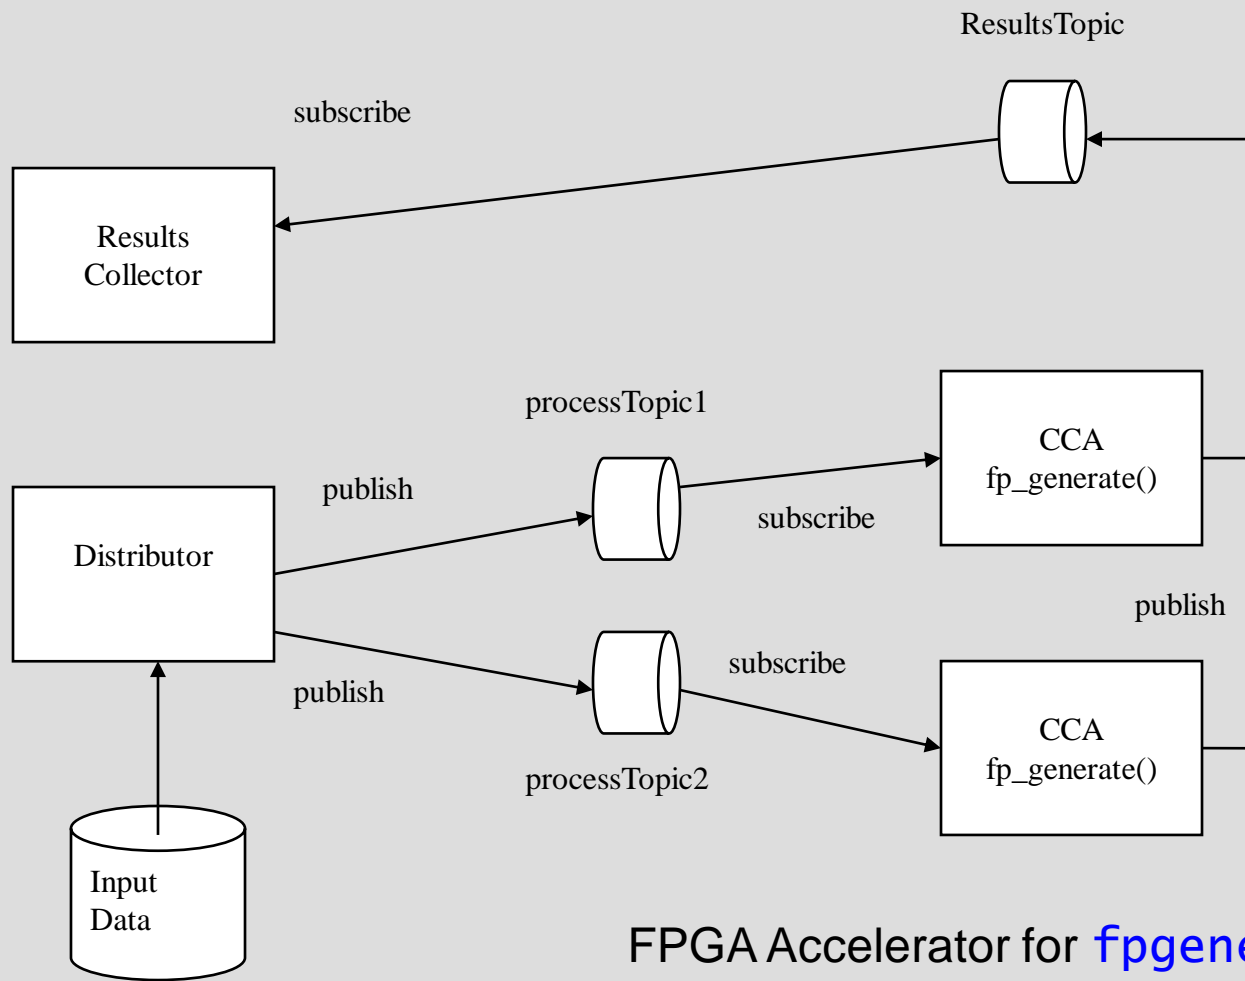 ResultsTopic
subscribe
Results
Collector
processTopic1
CCA
fp_generate()
publish
subscribe
Distributor
publish
subscribe
publish
CCA
fp_generate()
processTopic2
Input
Data
FPGA Accelerator for